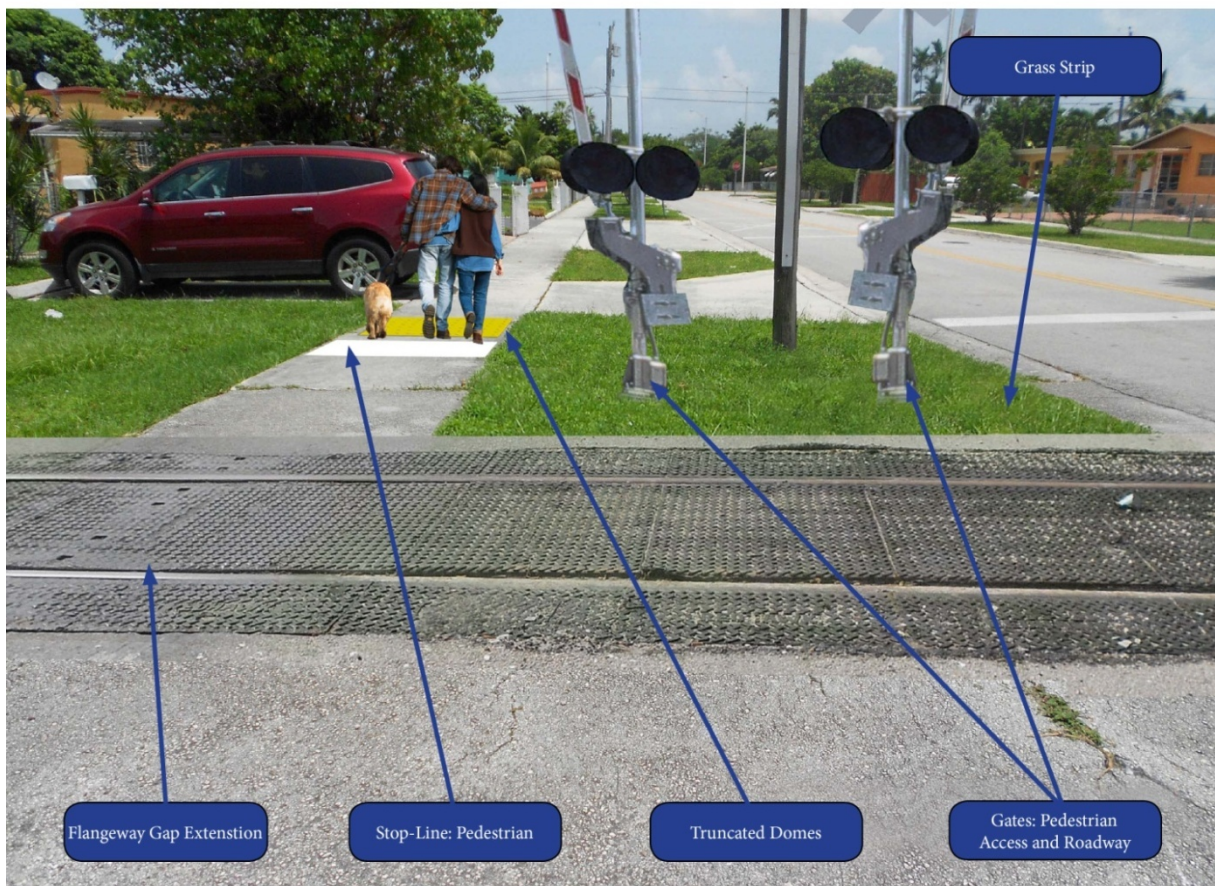 Grass Strip
Flangeway Gap Extenstion
Stop-Line: Pedestrian
Truncated Domes
Gates: Pedestrian
Access and Roadway